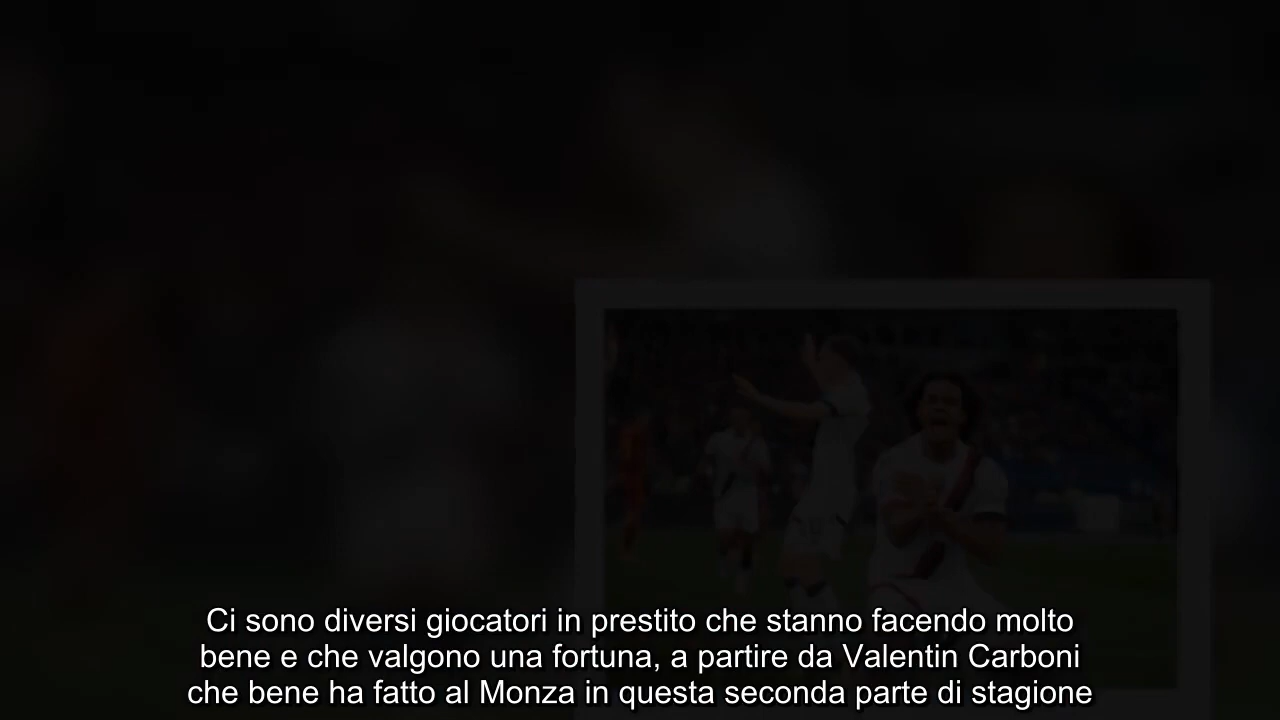 Ci sono diversi giocatori in prestito che stanno facendo molto
bene e che valgono una fortuna, a partire da Valentin Carboni
che bene ha fatto al Monza in questa seconda parte di stagione